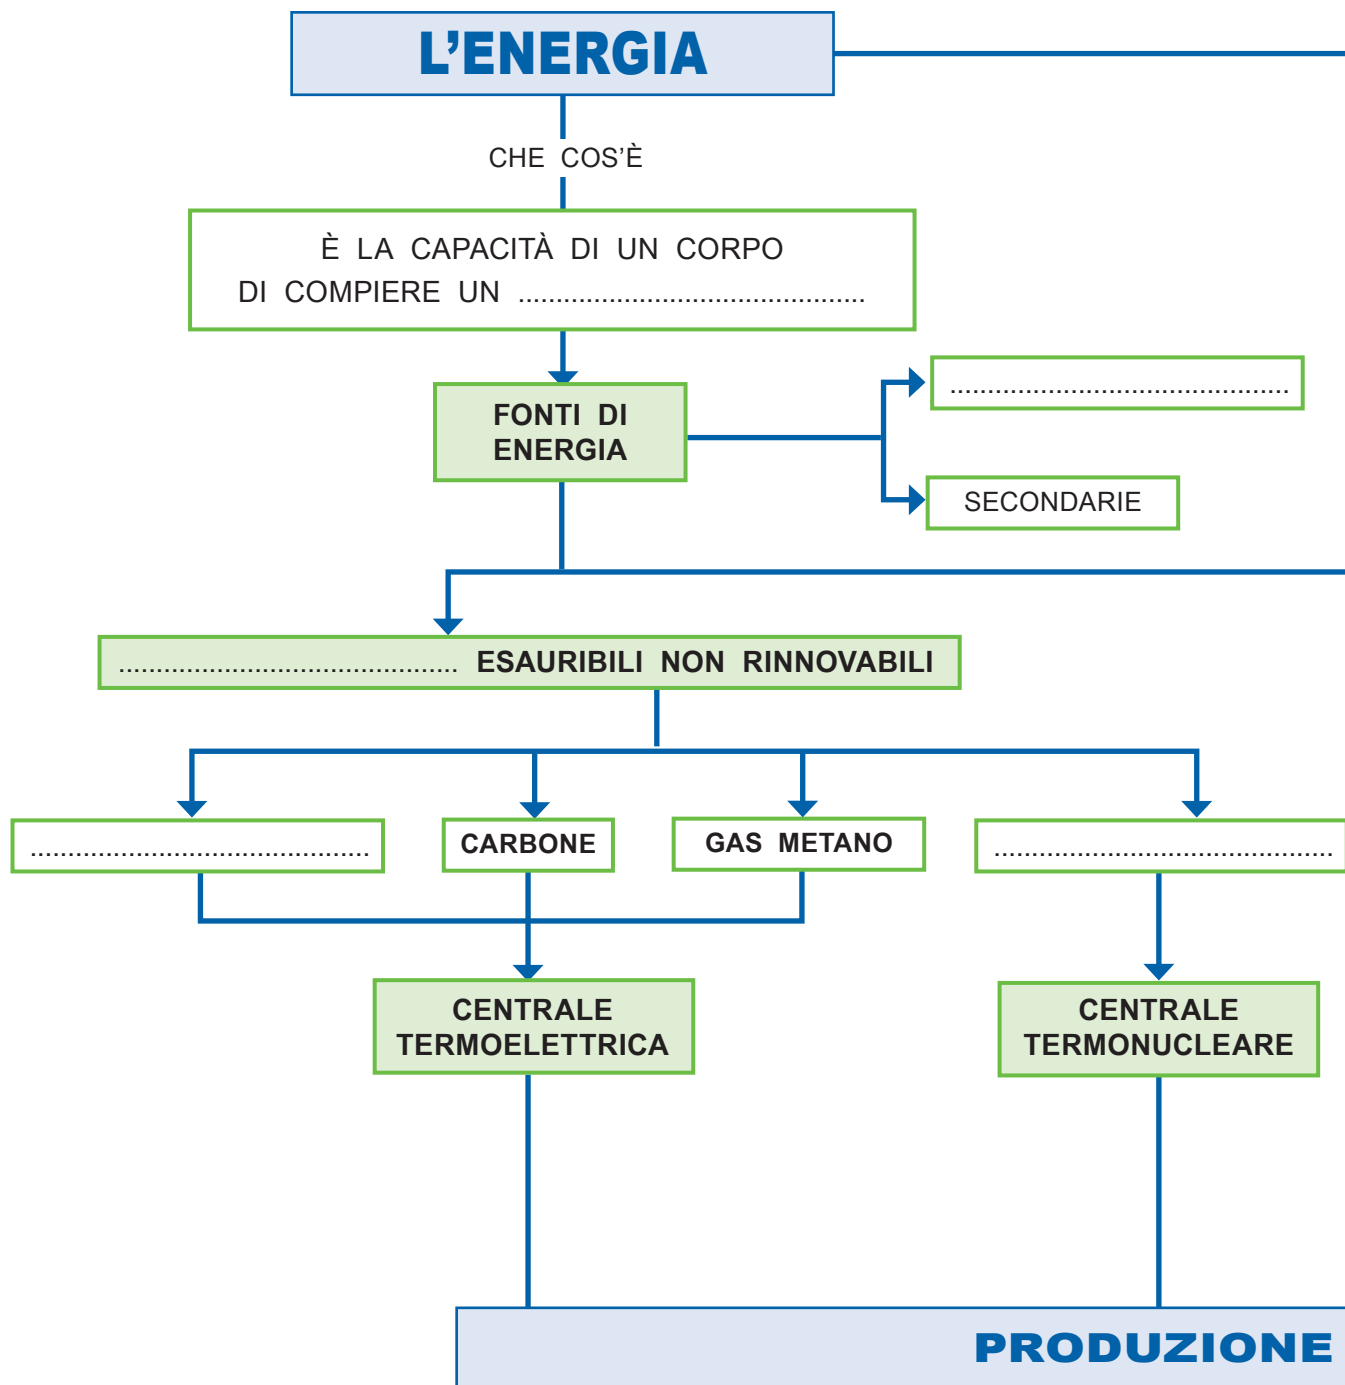 L’ENERGIA
CHE COS’È
È LA CAPACITÀ DI UN CORPO
DI COMPIERE UN ..............................................
.............................................
FONTI DI
ENERGIA
SECONDARIE
............................................. ESAURIBILI NON RINNOVABILI
.............................................
CARBONE
GAS METANO
.............................................
CENTRALE
TERMOELETTRICA
CENTRALE
TERMONUCLEARE
PRODUZIONE